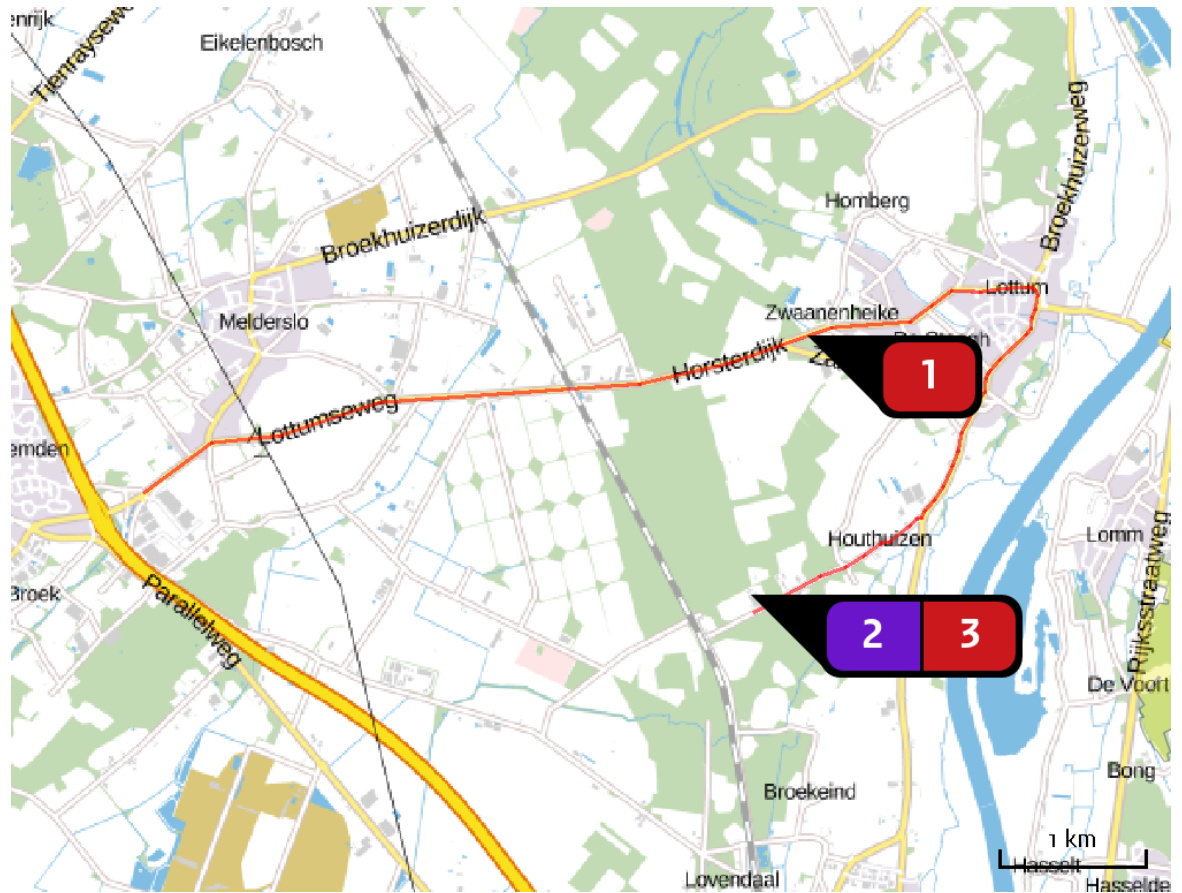 enrijk
Tienrayseweg
Eikelenbosch
Broekhuizerweg
Homberg
Broekhuizerdijk
Lottum
Zwaanenheike
Melderslo
Horsterdijk
1
Lottumseweg
emden
Lomm
Houthuizen
Broek
Parallelweg
2 3
Rijksstraatweg
De Voort
Bong
Broekeind
1 km
Hasselt
Lovendaal
Hasselde